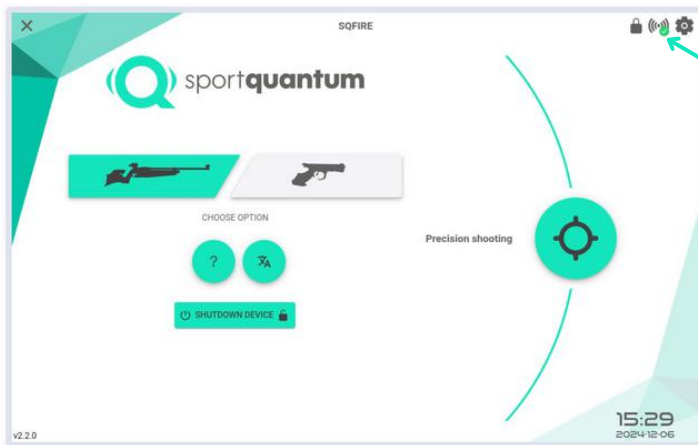 SQFIRE
sportquantum
CHOOSE OPTION
?
Precision shooting
SHUTDOWN DEVICE
v2.2.0
15:29
2024-12-06